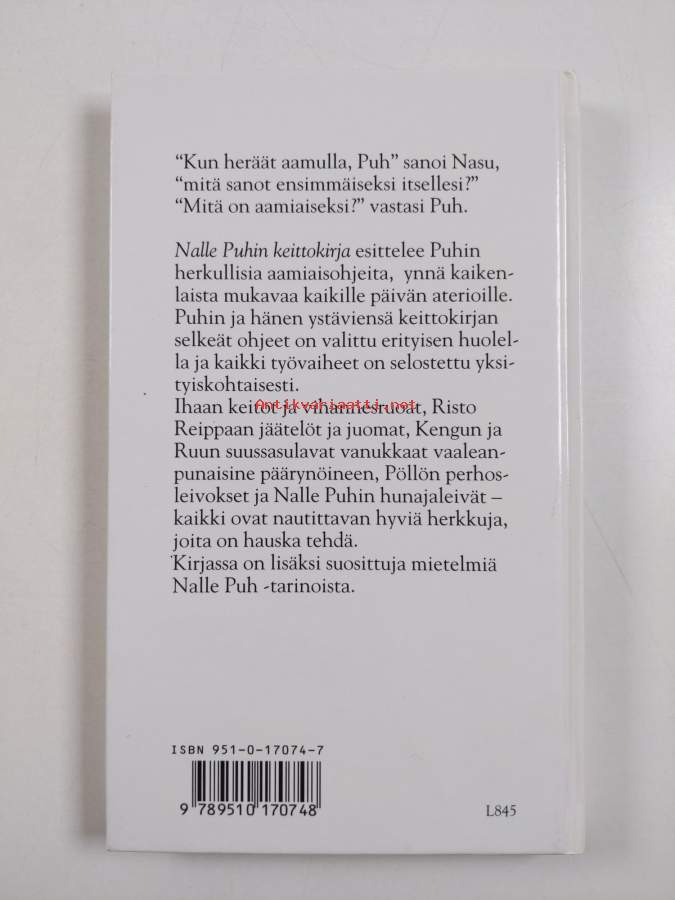 “Kun heräät aamulla, Puh” sanoi Nasu,
“mitä sanot ensimmäiseksi itsellesi?”
“Mitä on aamiaiseksi?” vastasi Puh.
Nalle Puhin keittokirja esittelee Puhin
herkullisia aamiaisohjeita, ynnä kaiken-
laista mukavaa kaikille päivän aterioille.
Puhin ja hänen ystäviensä keittokirjan
selkeät ohjeet on valittu erityisen huolel-
la ja kaikki työvaiheet on selostettu yksi-
tyiskohtaisesti.
Antikvariaatti.net
Ihaan keitot ja vihannesruoat, Risto
Reippaan jäätelöt ja juomat, Kengun ja
Ruun suussasulavat vanukkaat vaalean-
punaisine päärynöineen, Pöllön perhos-
leivokset ja Nalle Puhin hunajaleivät –
kaikki ovat nautittavan hyviä herkkuja,
joita on hauska tehdä.
Kirjassa on lisäksi suosittuja mietelmiä
Nalle Puh -tarinoista.
ISBN 951-0-17074-7
9 789510 170748
L845